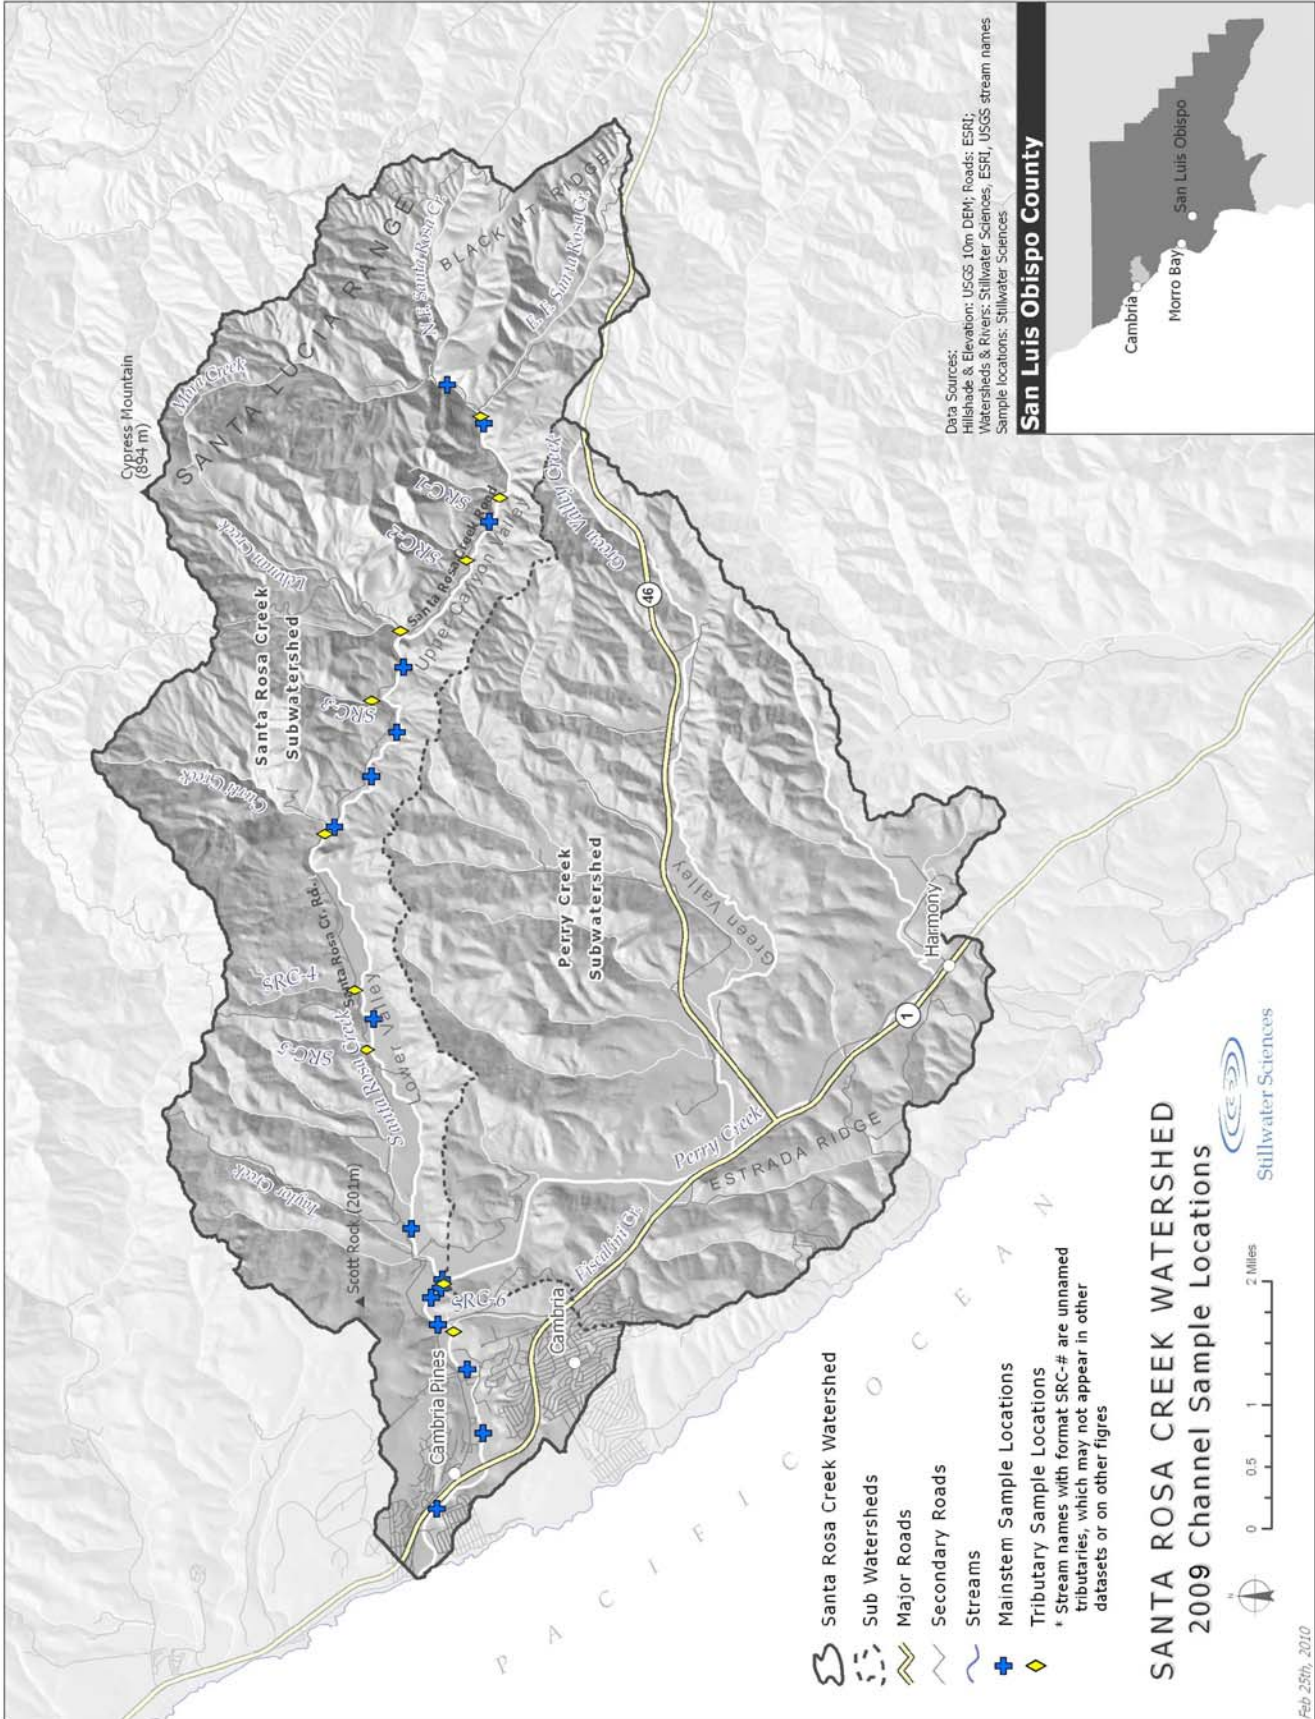 Cypress Mountain
(894 m)
SANTA LUCIA RANGE
Mora Creek
N.F. Santa Rosa Cr.
BLACK MT. RIDGE
E.F. Santa Rosa Cr.
Lehman Creek
Santa Rosa Creek
Subwatershed
Curti Creek
SRC-1
SRC-2
Santa Rosa Creek Road
Upper Canyon Valley
SRC-3
Green Valley Creek
46
SRC-4
Santa Rosa Cr. Rd.
SRC-5
Santa Rosa Creek
Lower Valley
Taylor Creek
Scott Rock (201m)
Perry Creek
Subwatershed
Green Valley
Harmony
1
Perry Creek
ESTRADA RIDGE
Fiscalini Cr.
SRC-6
Cambria
Cambria Pines
PACIFIC OCEAN
Santa Rosa Creek Watershed
Sub Watersheds
Major Roads
Secondary Roads
Streams
Mainstem Sample Locations
Tributary Sample Locations
* Stream names with format SRC-# are unnamed
tributaries, which may not appear in other
datasets or on other figres
SANTA ROSA CREEK WATERSHED
2009 Channel Sample Locations
N
0 0.5 1 2 Miles
Stillwater Sciences
Feb 25th, 2010
Data Sources:
Hillshade & Elevation: USGS 10m DEM; Roads: ESRI;
Watersheds & Rivers: Stillwater Sciences, ESRI, USGS stream names
Sample locations: Stillwater Sciences
San Luis Obispo County
Cambria
Morro Bay
San Luis Obispo